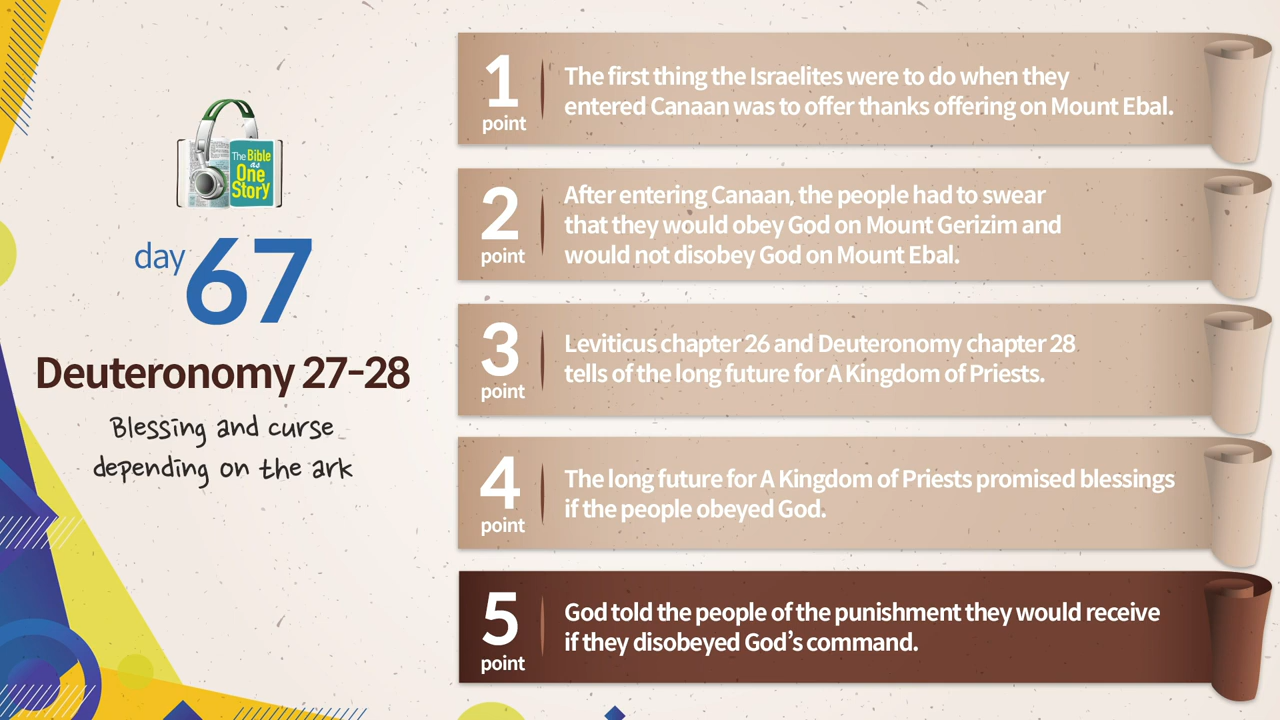 The Bible
as
One
Story
day 67
Deuteronomy 27-28
Blessing and curse
depending on the ark
1
point
The first thing the Israelites were to do when they
entered Canaan was to offer thanks offering on Mount Ebal.
2
point
After entering Canaan, the people had to swear
that they would obey God on Mount Gerizim and
would not disobey God on Mount Ebal.
3
point
Leviticus chapter 26 and Deuteronomy chapter 28
tells of the long future for A Kingdom of Priests.
4
point
The long future for A Kingdom of Priests promised blessings
if the people obeyed God.
5
point
God told the people of the punishment they would receive
if they disobeyed God's command.